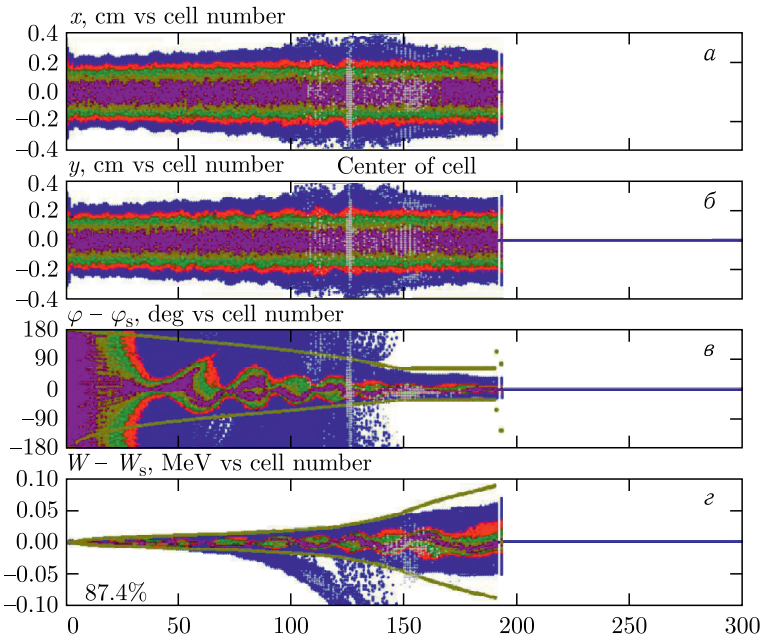 x, cm vs cell number
0.4
0.2
0.0
–0.2
–0.4
а
y, cm vs cell number
Center of cell
0.4
0.2
0.0
–0.2
–0.4
б
φ – φs, deg vs cell number
180
90
0
–90
–180
в
W – Ws, MeV vs cell number
0.10
0.05
0.00
–0.05
–0.10
г
87.4%
0 50 100 150 200 250 300